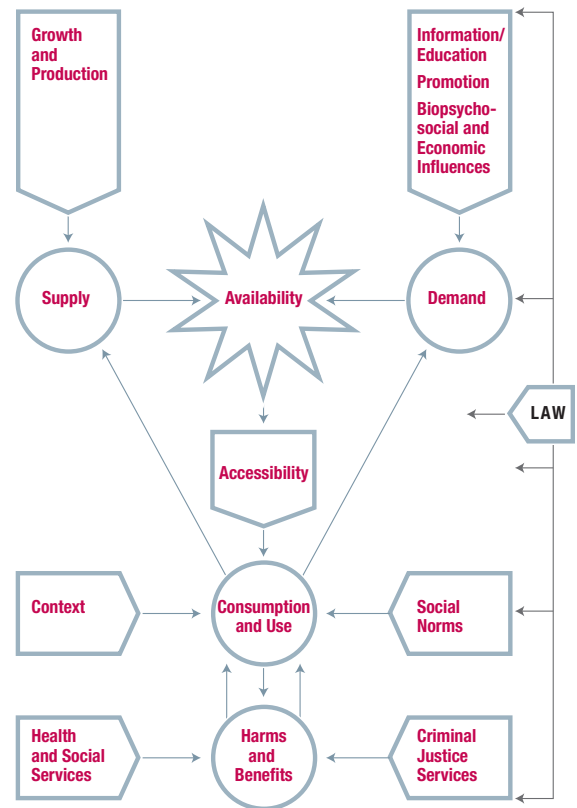 Growth
and
Production
Information/
Education
Promotion
Biopsycho-
social and
Economic
Influences
Supply
Availability
Demand
LAW
Accessibility
Context
Consumption
and Use
Social
Norms
Health
and Social
Services
Harms
and
Benefits
Criminal
Justice
Services